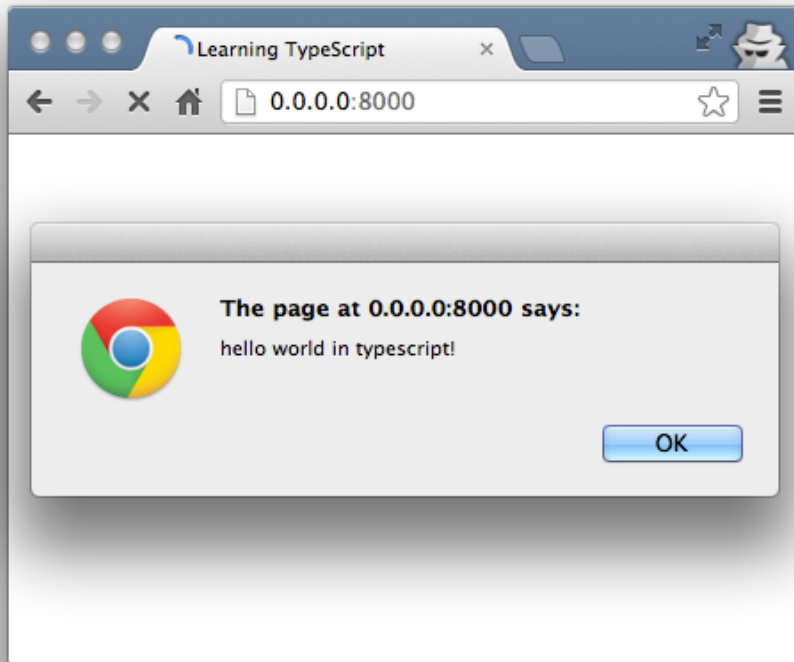 Learning TypeScript
0.0.0.0:8000
The page at 0.0.0.0:8000 says:
hello world in typescript!
OK